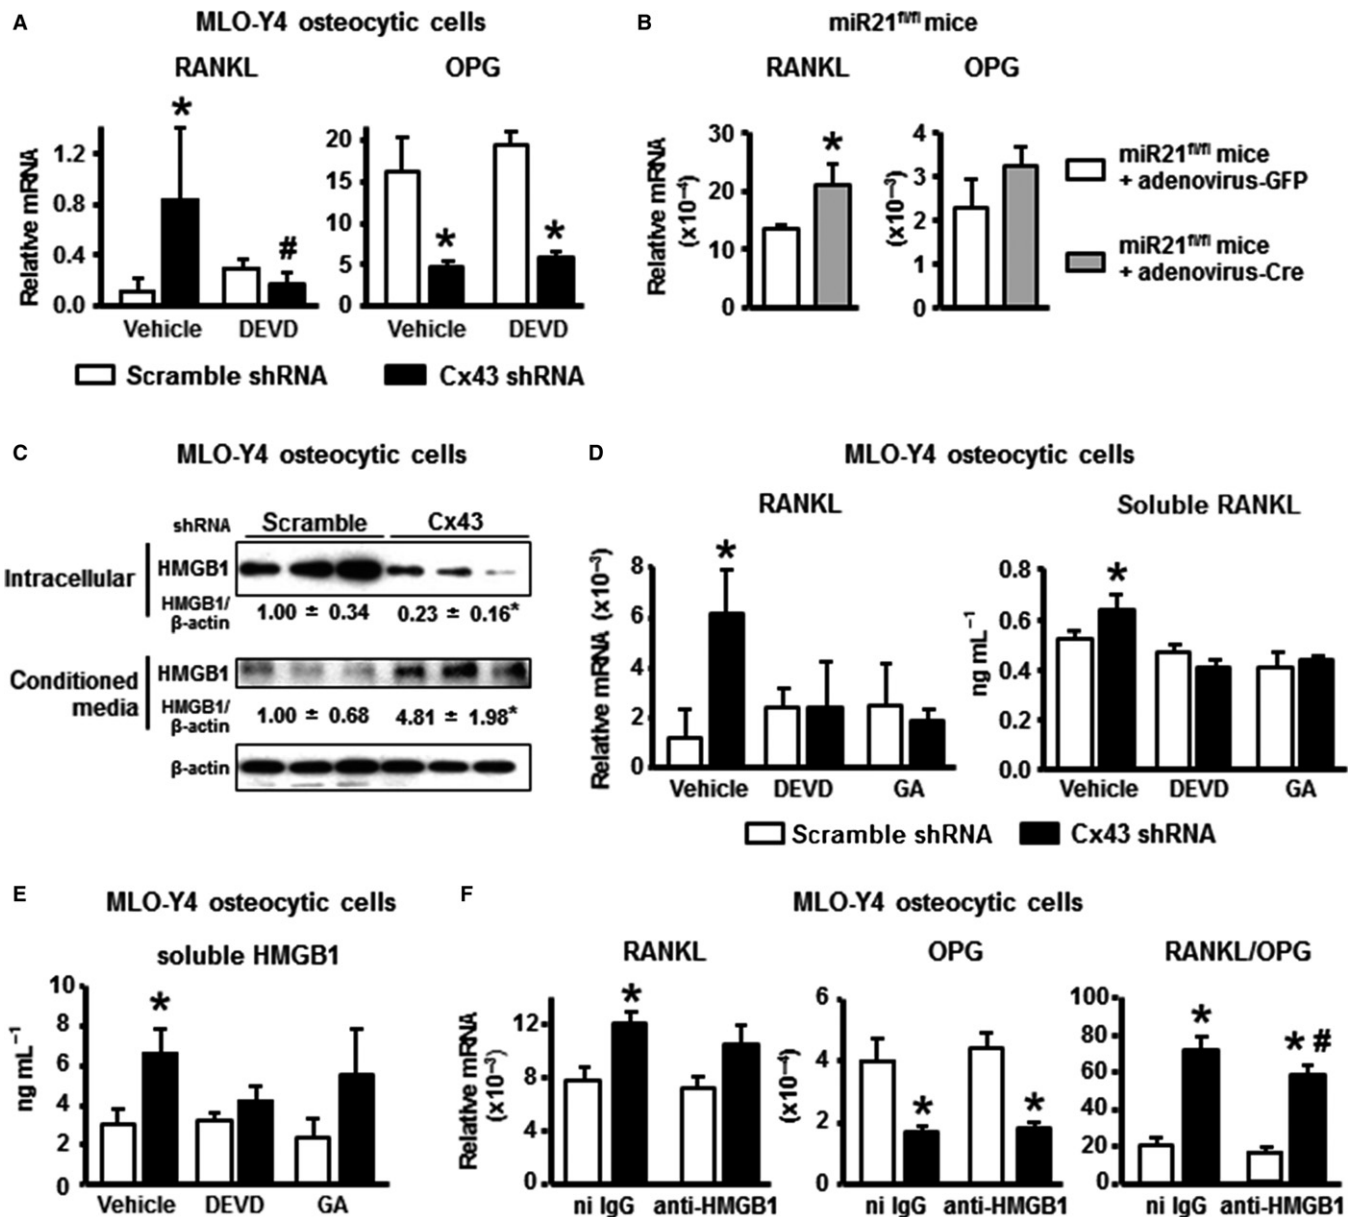 A
MLO-Y4 osteocytic cells
RANKL
OPG
Relative mRNA
1.2
0.8
0.4
0.0
*
#
Vehicle
DEVD
20
15
10
5
0
*
*
Vehicle
DEVD
Scramble shRNA
Cx43 shRNA
B
miR21fl/fl mice
RANKL
OPG
Relative mRNA
(x10−4)
30
20
10
0
*
(x10−3)
4
3
2
1
0
miR21fl/fl mice
+ adenovirus-GFP
miR21fl/fl mice
+ adenovirus-Cre
C
MLO-Y4 osteocytic cells
shRNA Scramble Cx43
Intracellular
HMGB1
HMGB1/
β-actin
1.00 ± 0.34 0.23 ± 0.16*
Conditioned
media
HMGB1
HMGB1/
β-actin
1.00 ± 0.68 4.81 ± 1.98*
β-actin
D
MLO-Y4 osteocytic cells
RANKL
Soluble RANKL
Relative mRNA (x10−3)
8
6
4
2
0
*
Vehicle
DEVD
GA
ng mL−1
0.8
0.6
0.4
0.2
0.0
*
Vehicle
DEVD
GA
Scramble shRNA
Cx43 shRNA
E
MLO-Y4 osteocytic cells
soluble HMGB1
ng mL−1
10
8
6
4
2
0
*
Vehicle
DEVD
GA
F
MLO-Y4 osteocytic cells
RANKL
OPG
RANKL/OPG
Relative mRNA
(x10−3)
12
8
4
0
*
ni IgG
anti-HMGB1
(x10−4)
6
4
2
0
*
*
ni IgG
anti-HMGB1
100
80
60
40
20
0
*
* #
ni IgG
anti-HMGB1